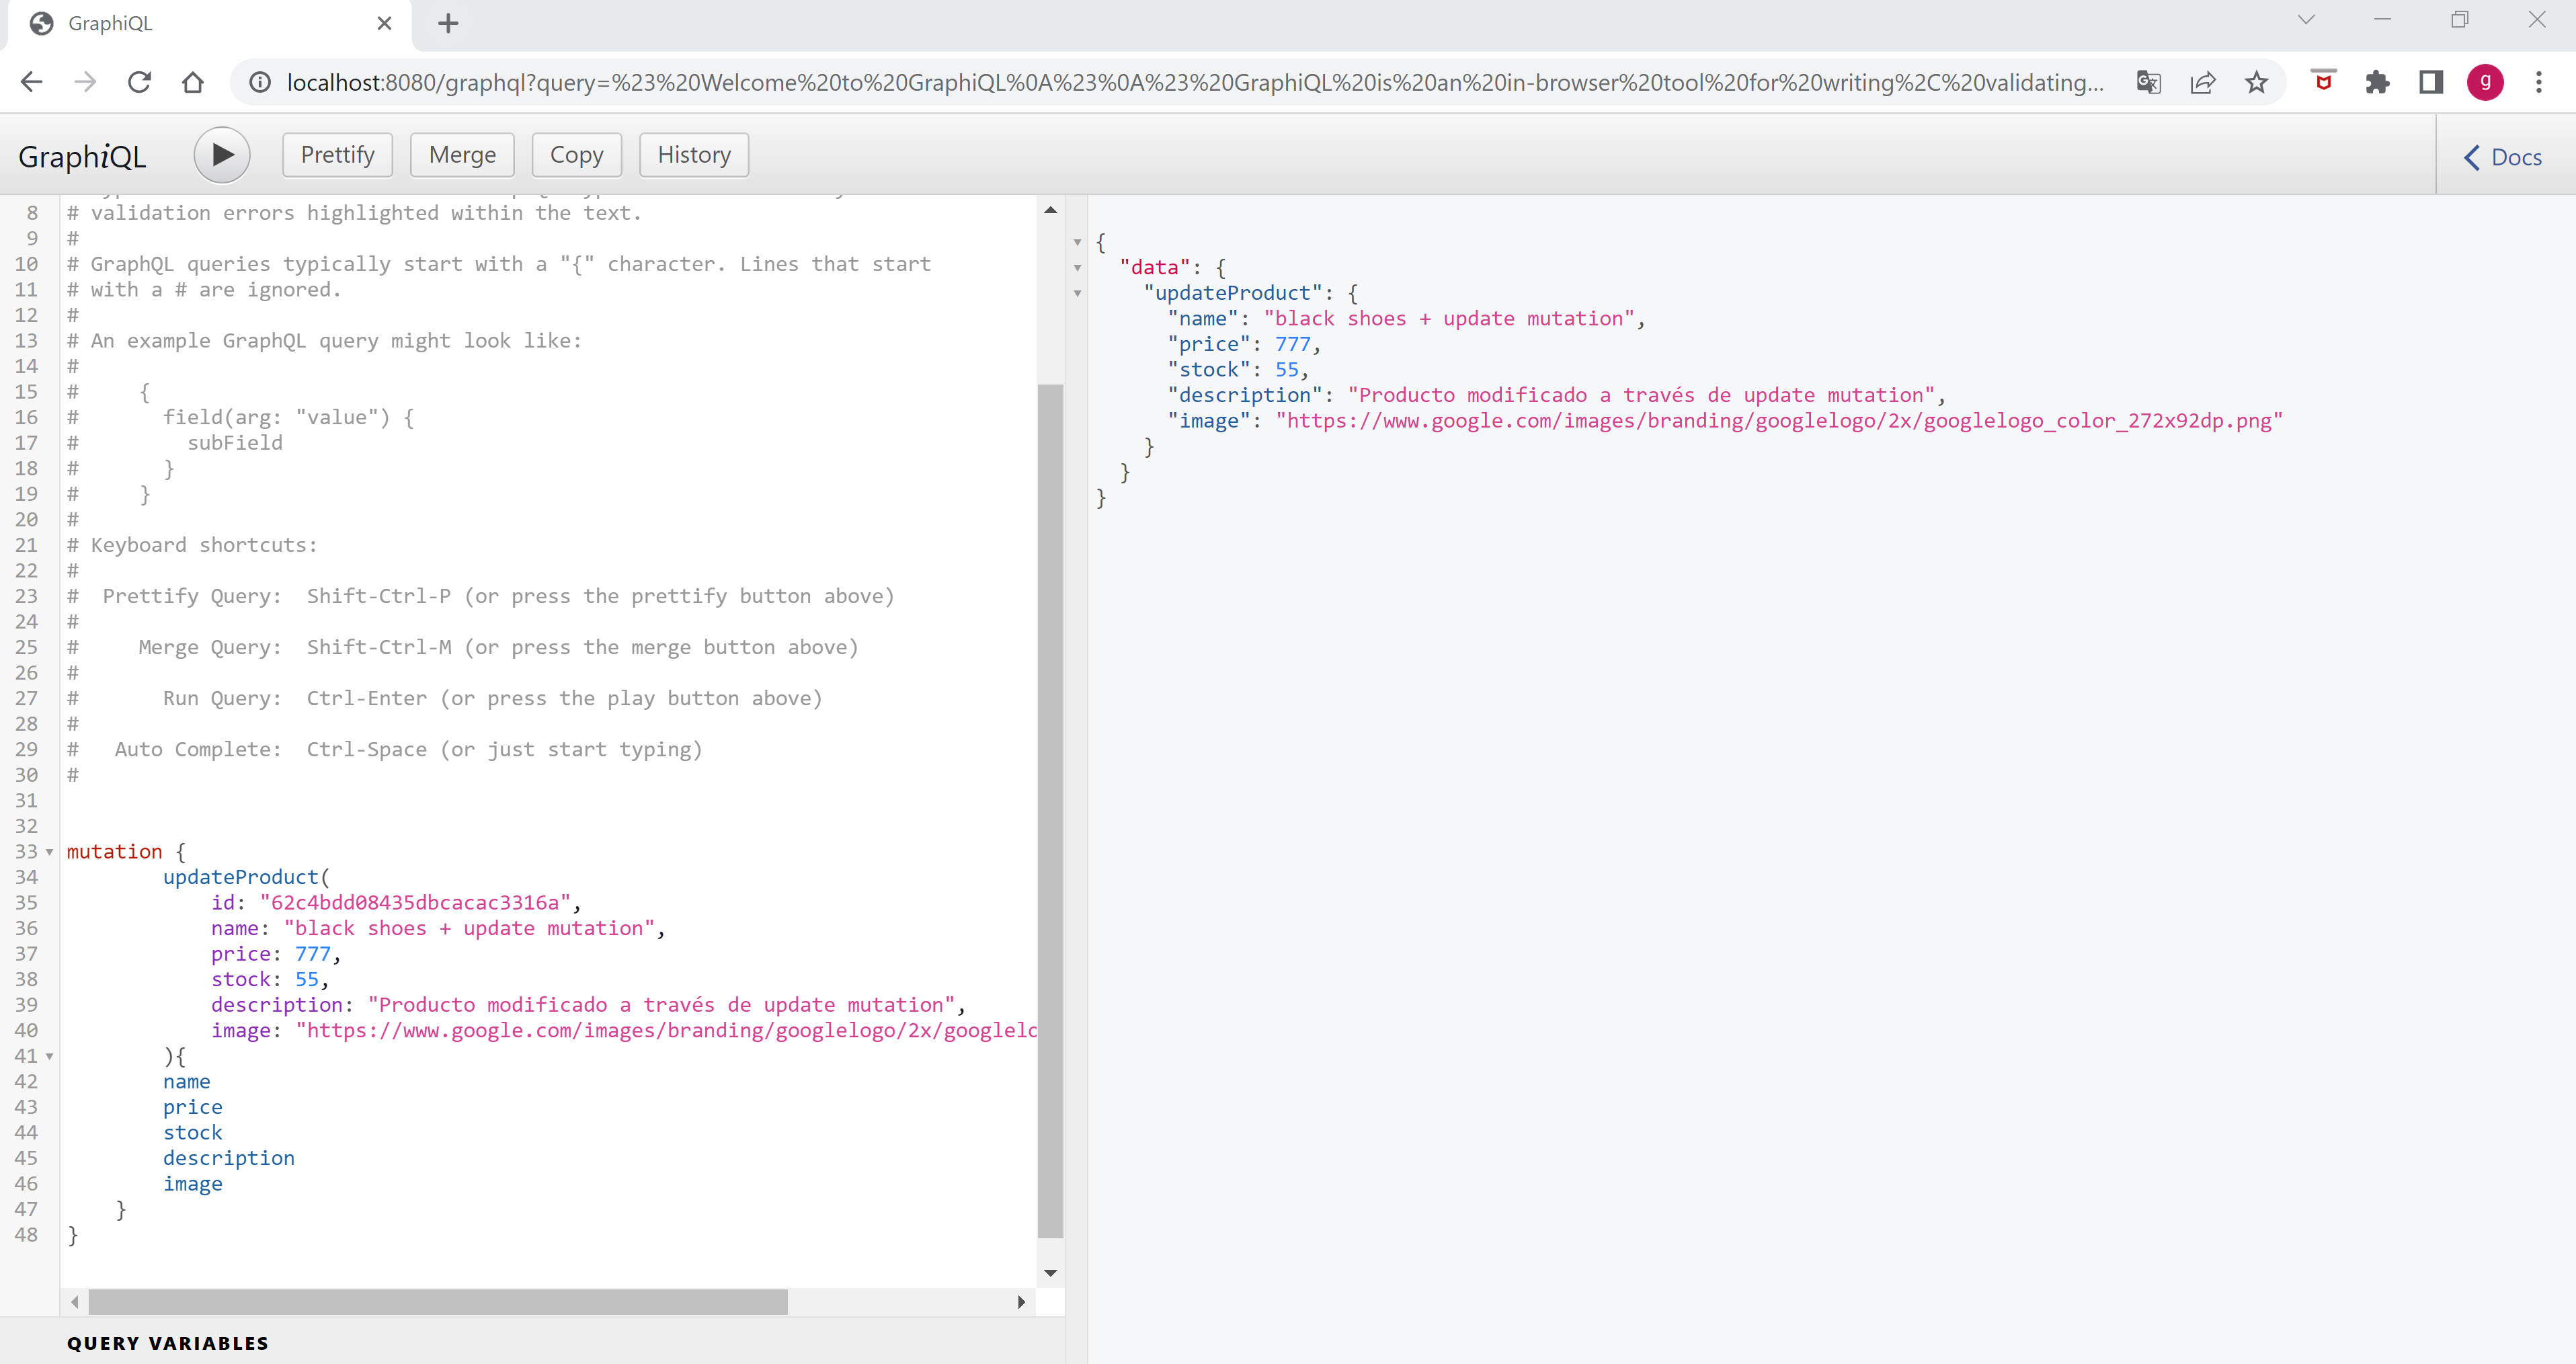 GraphiQL
localhost:8080/graphql?query=%23%20Welcome%20to%20GraphiQL%0A%23%0A%23%20GraphiQL%20is%20an%20in-browser%20tool%20for%20writing%2C%20validating...
g
GraphiQL
Prettify
Merge
Copy
History
Docs
8 # validation errors highlighted within the text.
9 #
10 # GraphQL queries typically start with a "{" character. Lines that start
11 # with a # are ignored.
12 #
13 # An example GraphQL query might look like:
14 #
15 #     {
16 #       field(arg: "value") {
17 #         subField
18 #       }
19 #     }
20 #
21 # Keyboard shortcuts:
22 #
23 #  Prettify Query:  Shift-Ctrl-P (or press the prettify button above)
24 #
25 #     Merge Query:  Shift-Ctrl-M (or press the merge button above)
26 #
27 #       Run Query:  Ctrl-Enter (or press the play button above)
28 #
29 #   Auto Complete:  Ctrl-Space (or just start typing)
30 #
31
32
33 mutation {
34         updateProduct(
35             id: "62c4bdd08435dbcacac3316a",
36             name: "black shoes + update mutation",
37             price: 777,
38             stock: 55,
39             description: "Producto modificado a través de update mutation",
40             image: "https://www.google.com/images/branding/googlelogo/2x/googlelo
41         ){
42         name
43         price
44         stock
45         description
46         image
47     }
48 }
QUERY VARIABLES
{
  "data": {
    "updateProduct": {
      "name": "black shoes + update mutation",
      "price": 777,
      "stock": 55,
      "description": "Producto modificado a través de update mutation",
      "image": "https://www.google.com/images/branding/googlelogo/2x/googlelogo_color_272x92dp.png"
    }
  }
}